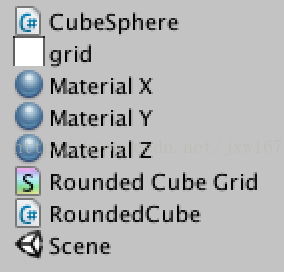 CubeSphere
grid
Material X
Material Y
Material Z
Rounded Cube Grid
RoundedCube
Scene